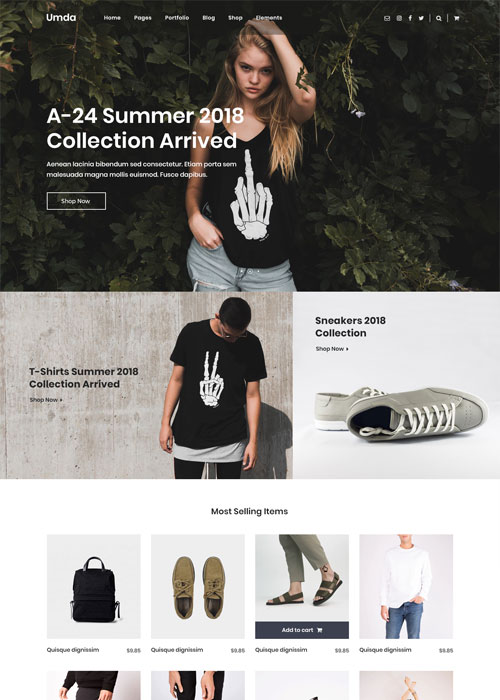 Umda
Home Pages Portfolio Blog Shop Elements
A-24 Summer 2018
Collection Arrived
Aenean lacinia bibendum sed consectetur. Etiam porta sem
malesuada magna mollis euismod. Fusce dapibus.
Shop Now
T-Shirts Summer 2018
Collection Arrived
Shop Now
Sneakers 2018
Collection
Shop Now
Most Selling Items
Add to cart
Quisque dignissim $9.85
Quisque dignissim $9.85
Quisque dignissim $9.85
Quisque dignissim $9.85